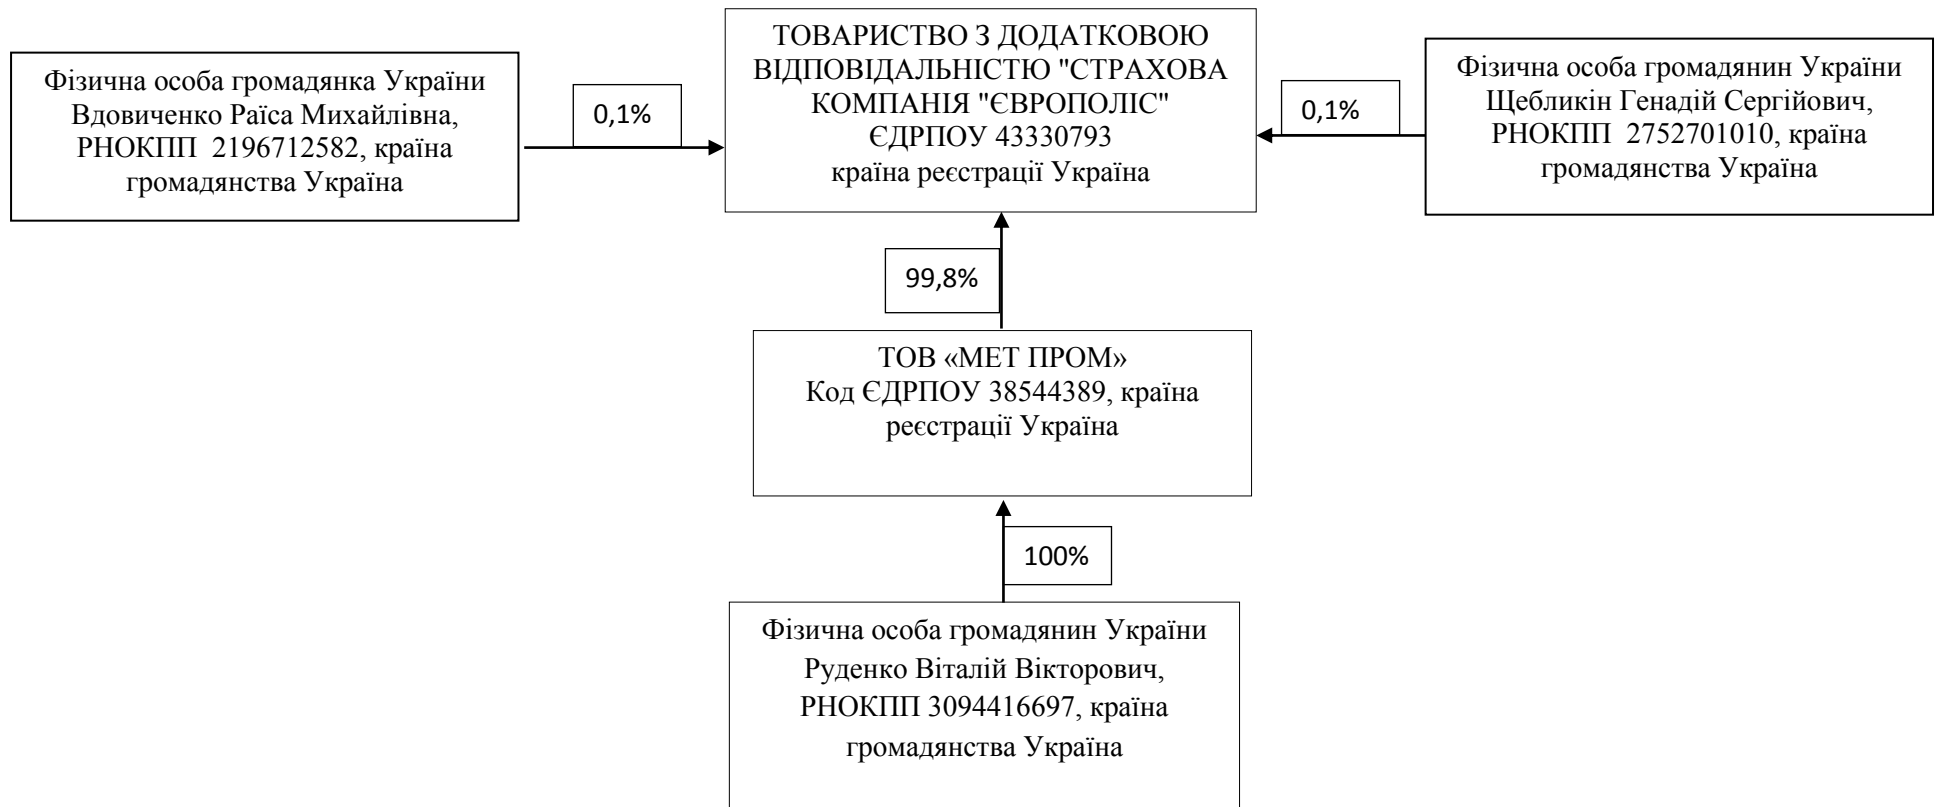 Фізична особа громадянка України
Вдовиченко Раїса Михайлівна,
РНОКПП 2196712582, країна
громадянства Україна
0,1%
ТОВАРИСТВО З ДОДАТКОВОЮ
ВІДПОВІДАЛЬНІСТЮ "СТРАХОВА
КОМПАНІЯ "ЄВРОПОЛІС"
ЄДРПОУ 43330793
країна реєстрації Україна
0,1%
Фізична особа громадянин України
Щебликін Генадій Сергійович,
РНОКПП 2752701010, країна
громадянства Україна
99,8%
ТОВ «МЕТ ПРОМ»
Код ЄДРПОУ 38544389, країна
реєстрації Україна
100%
Фізична особа громадянин України
Руденко Віталій Вікторович,
РНОКПП 3094416697, країна
громадянства Україна